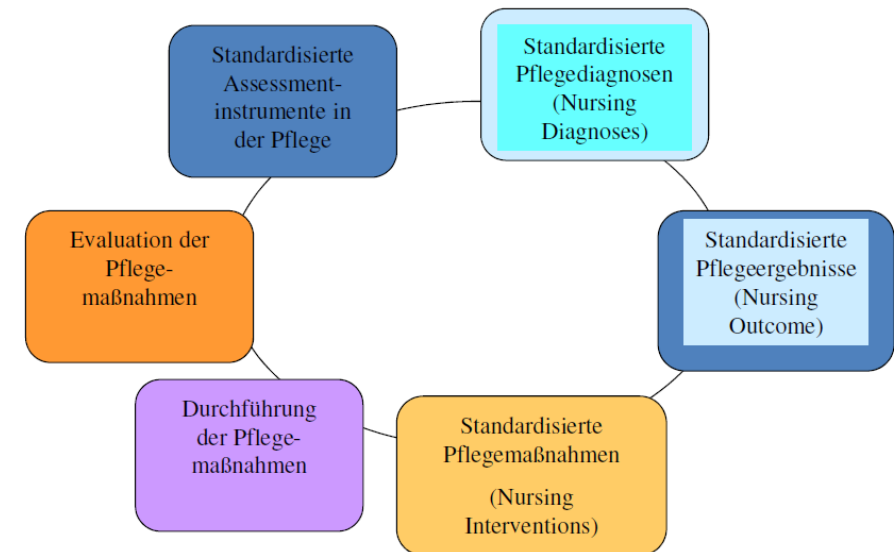 Standardisierte
Assessment-
instrumente in
der Pflege
Standardisierte
Pflegediagnosen
(Nursing
Diagnoses)
Standardisierte
Pflegeergebnisse
(Nursing
Outcome)
Standardisierte
Pflegemaßnahmen
(Nursing
Interventions)
Durchführung
der Pflege-
maßnahmen
Evaluation der
Pflege-
maßnahmen